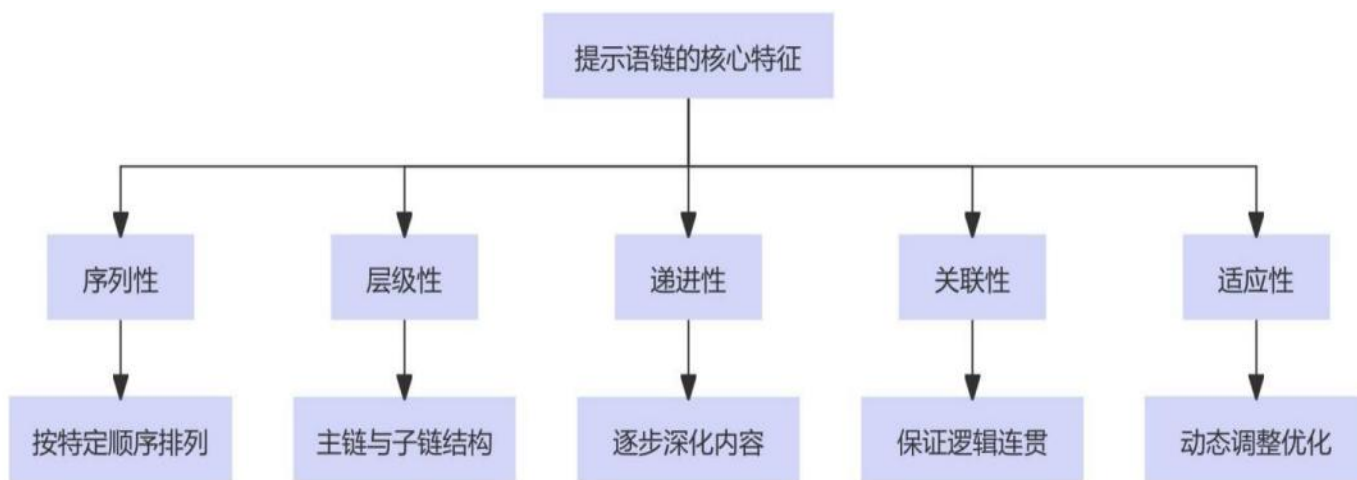 提示语链的核心特征
序列性
层级性
递进性
关联性
适应性
按特定顺序排列
主链与子链结构
逐步深化内容
保证逻辑连贯
动态调整优化